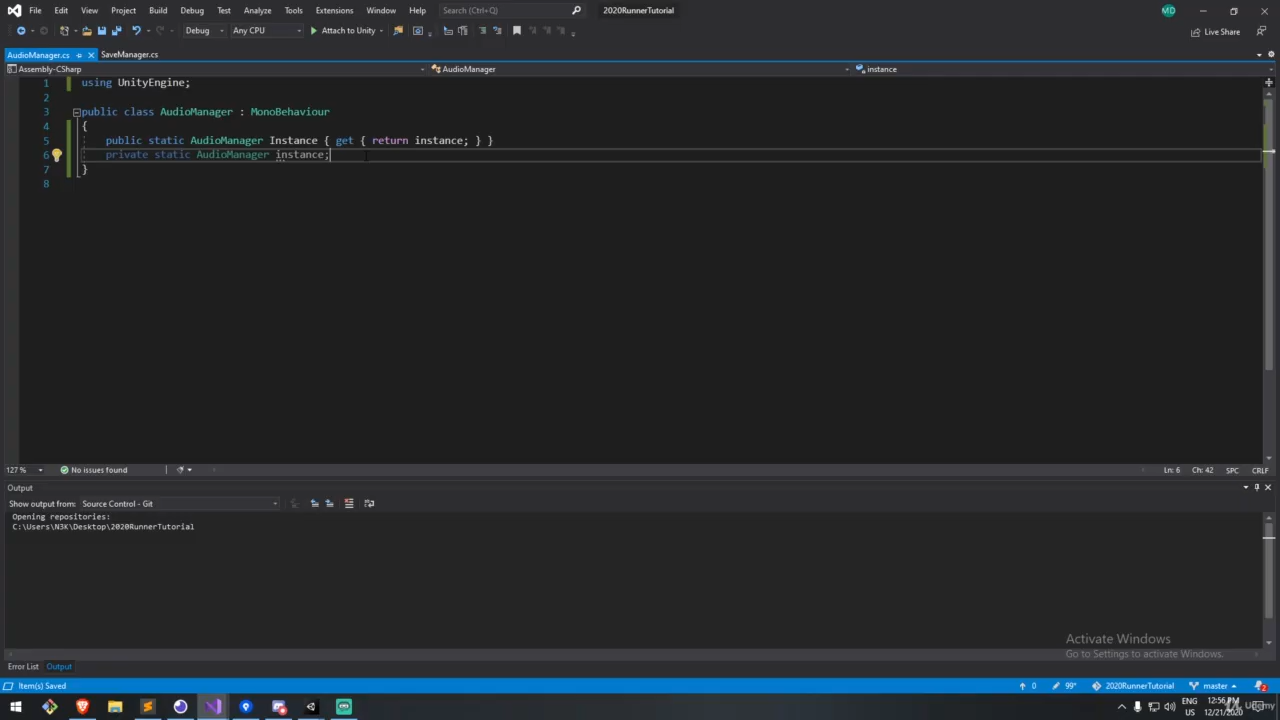 File Edit View Project Build Debug Test Analyze Tools Extensions Window Help Search (Ctrl+Q) 2020RunnerTutorial MD
Debug Any CPU Attach to Unity Live Share
AudioManager.cs SaveManager.cs
Assembly-CSharp AudioManager instance
1 using UnityEngine;
2
3 public class AudioManager : MonoBehaviour
4 {
5 public static AudioManager Instance { get { return instance; } }
6 private static AudioManager instance;
7 }
8
127 % No issues found Ln: 6 Ch: 42 SPC CRLF
Output
Show output from: Source Control - Git
Opening repositories:
C:\Users\N3K\Desktop\2020RunnerTutorial
Activate Windows
Go to Settings to activate Windows.
Error List Output
Item(s) Saved 0 99+ 2020RunnerTutorial master 2
ENG 12:56 PM
US 12/21/2020
Udemy